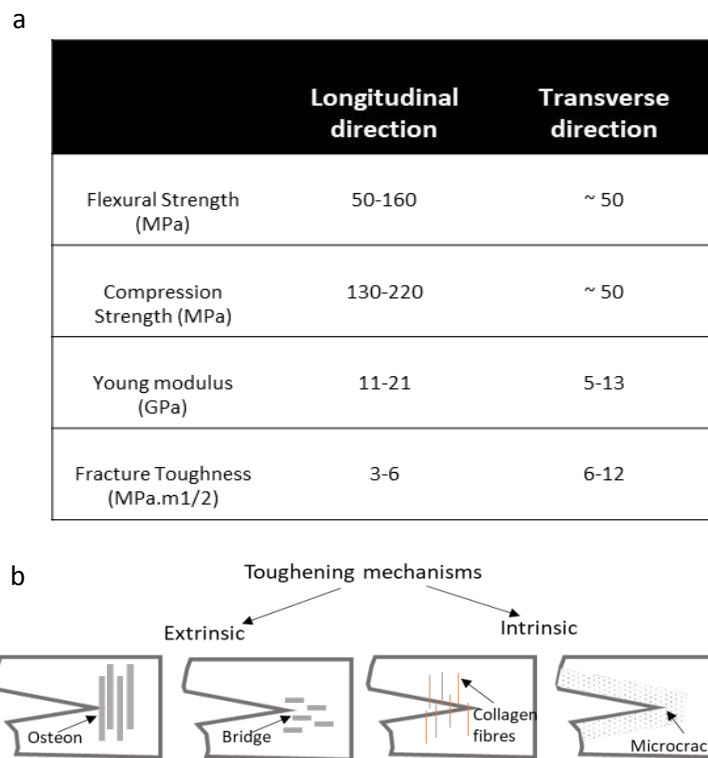 a
Longitudinal direction
Transverse direction
Flexural Strength (MPa)
50-160
~ 50
Compression Strength (MPa)
130-220
~ 50
Young modulus (GPa)
11-21
5-13
Fracture Toughness (MPa.m1/2)
3-6
6-12
b
Toughening mechanisms
Extrinsic
Intrinsic
Osteon
Bridge
Collagen fibres
Microcrac